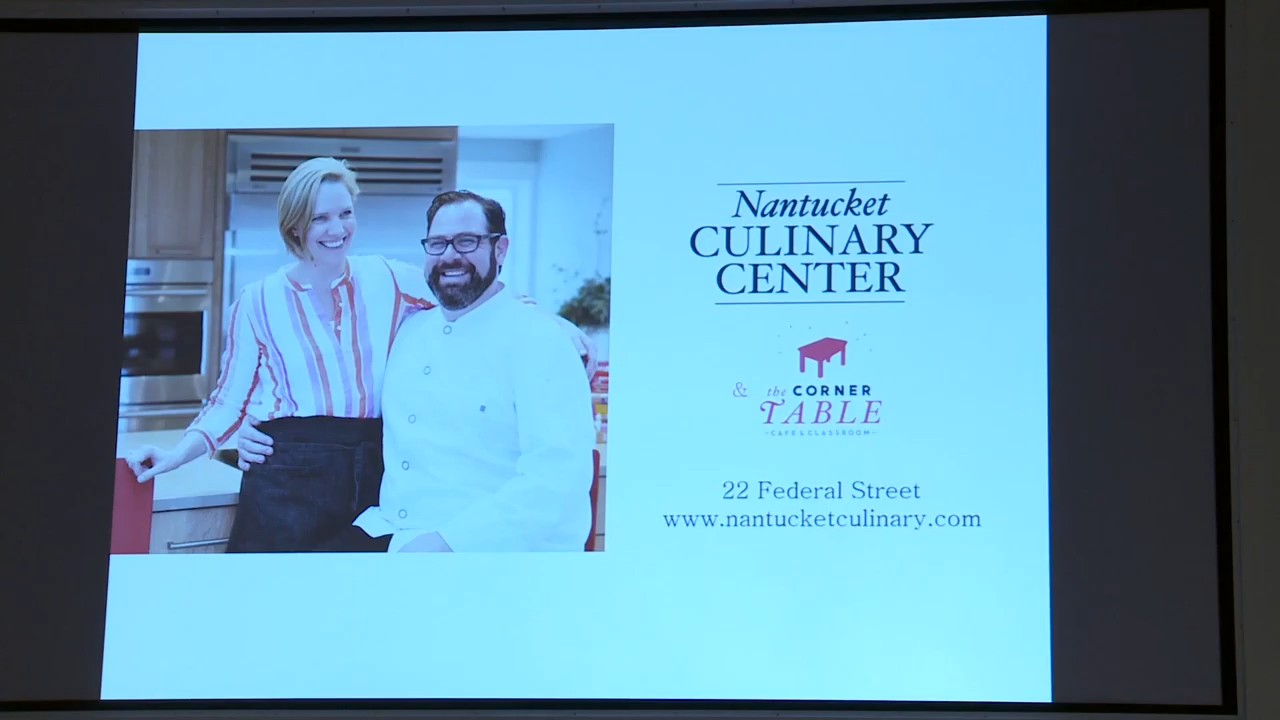 Nantucket
CULINARY
CENTER
& the CORNER
TABLE
-CAFE & CLASSROOM-
22 Federal Street
www.nantucketculinary.com